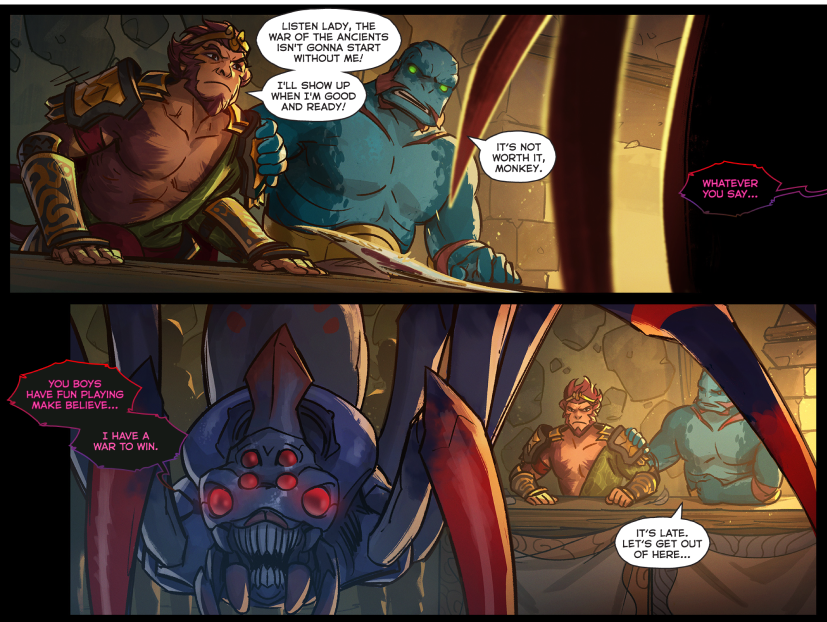 LISTEN LADY, THE
WAR OF THE ANCIENTS
ISN'T GONNA START
WITHOUT ME!
I'LL SHOW UP
WHEN I'M GOOD
AND READY!
IT'S NOT
WORTH IT,
MONKEY.
WHATEVER
YOU SAY...
YOU BOYS
HAVE FUN PLAYING
MAKE BELIEVE...
I HAVE A
WAR TO WIN.
IT'S LATE.
LET'S GET OUT
OF HERE...